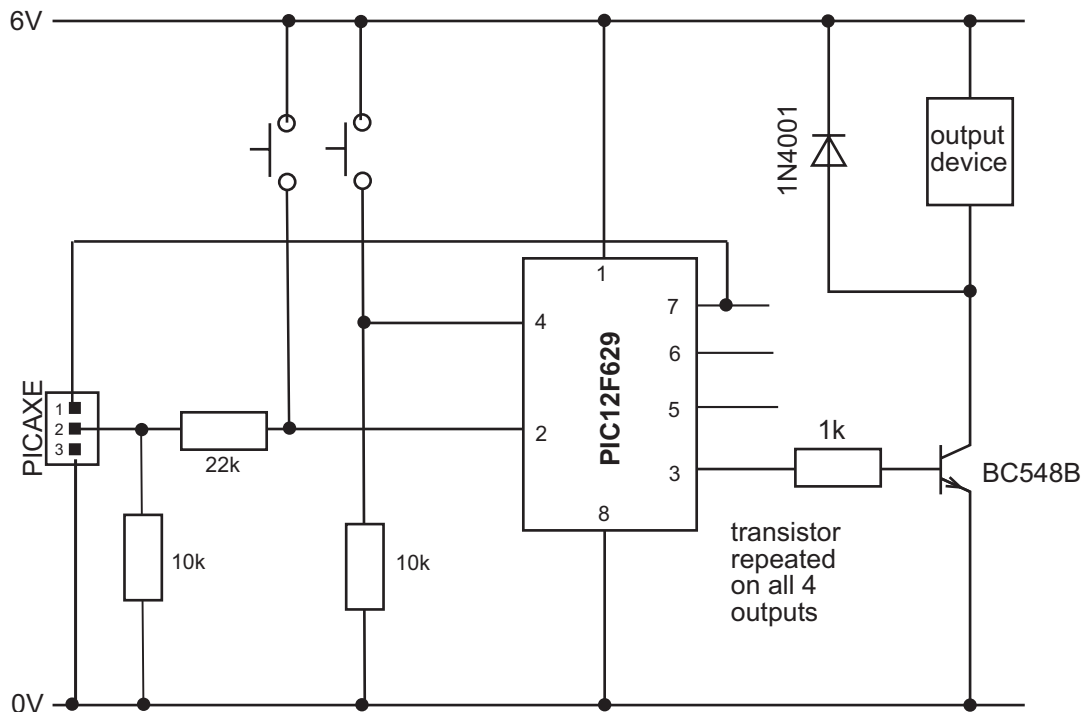 6V
1N4001
output
device
1
7
4
6
PIC12F629
PICAXE
1
2
3
22k
2
5
1k
3
BC548B
8
10k
10k
transistor
repeated
on all 4
outputs
0V